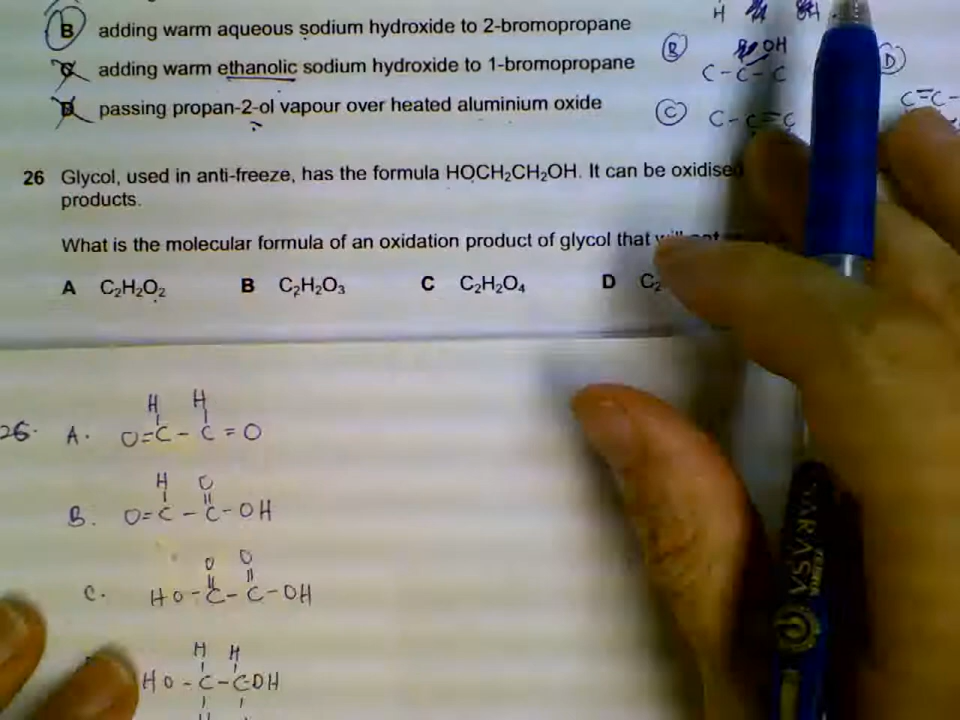 B adding warm aqueous sodium hydroxide to 2-bromopropane
C adding warm ethanolic sodium hydroxide to 1-bromopropane
D passing propan-2-ol vapour over heated aluminium oxide
H
B
OH
C-C-C
C
C-C=C
D
C=C-
26 Glycol, used in anti-freeze, has the formula HOCH₂CH₂OH. It can be oxidised
products.
What is the molecular formula of an oxidation product of glycol that
A C₂H₂O₂ B C₂H₂O₃ C C₂H₂O₄ D C₂
26.
H H
A. O=C-C=O
H O
B. O=C-C-OH
O O
C. HO-C-C-OH
H H
HO-C-COH
H
YARASA